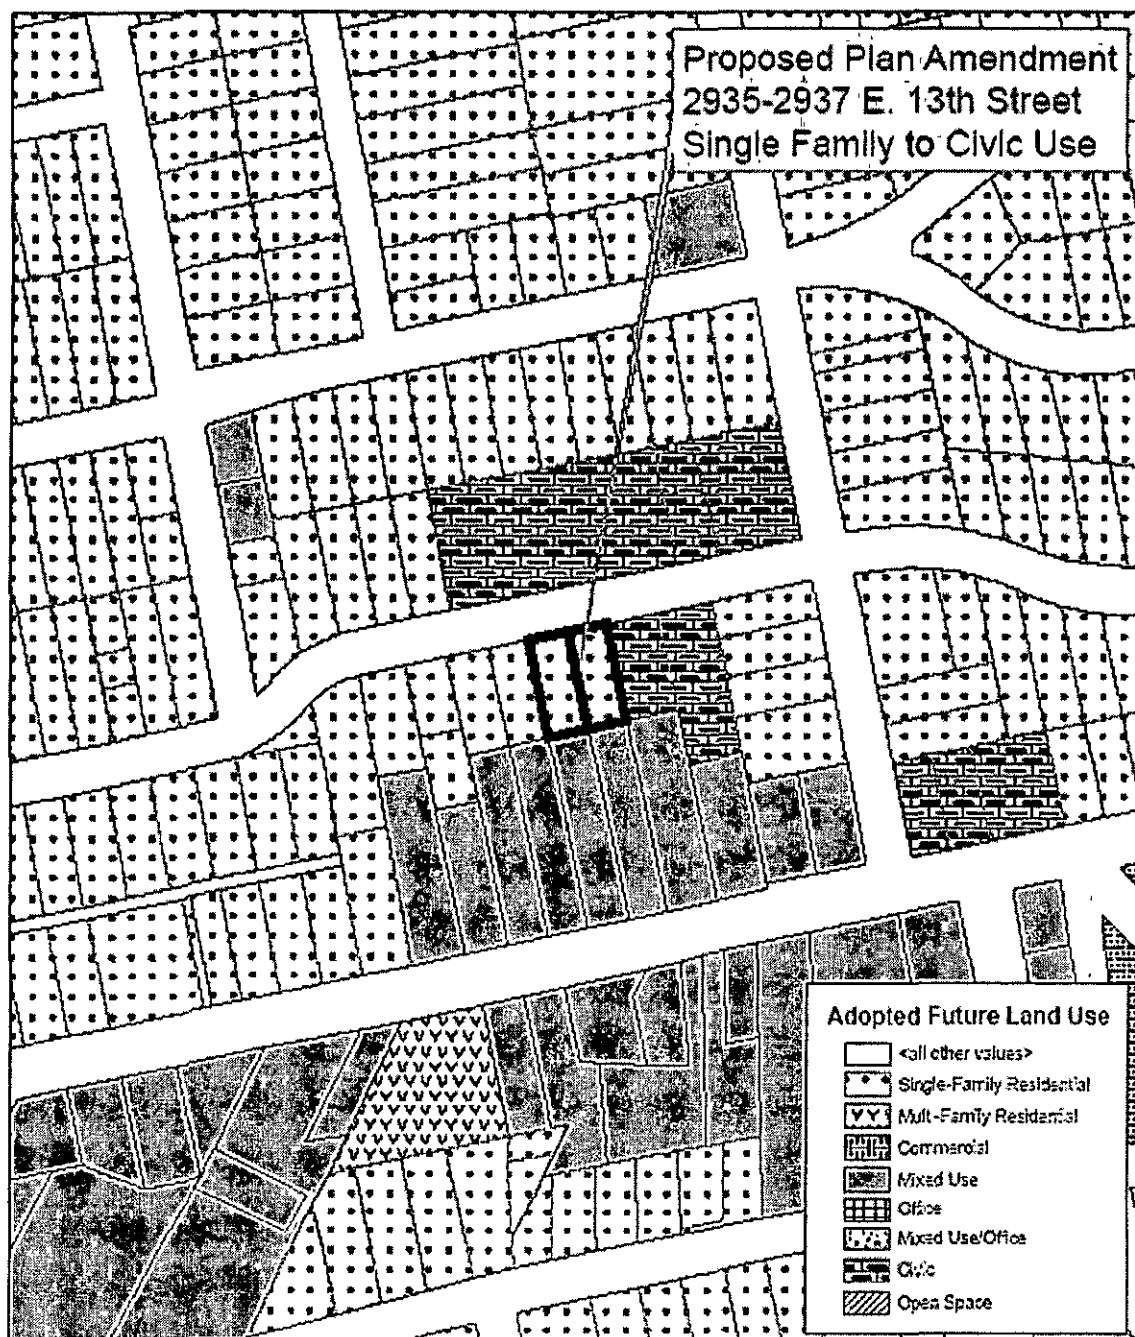 Proposed Plan Amendment
2935-2937 E. 13th Street
Single Family to Civic Use
Adopted Future Land Use
<all other values>
Single-Family Residential
Mult-Family Residential
Commercial
Mixed Use
Office
Mixed Use/Office
Civic
Open Space